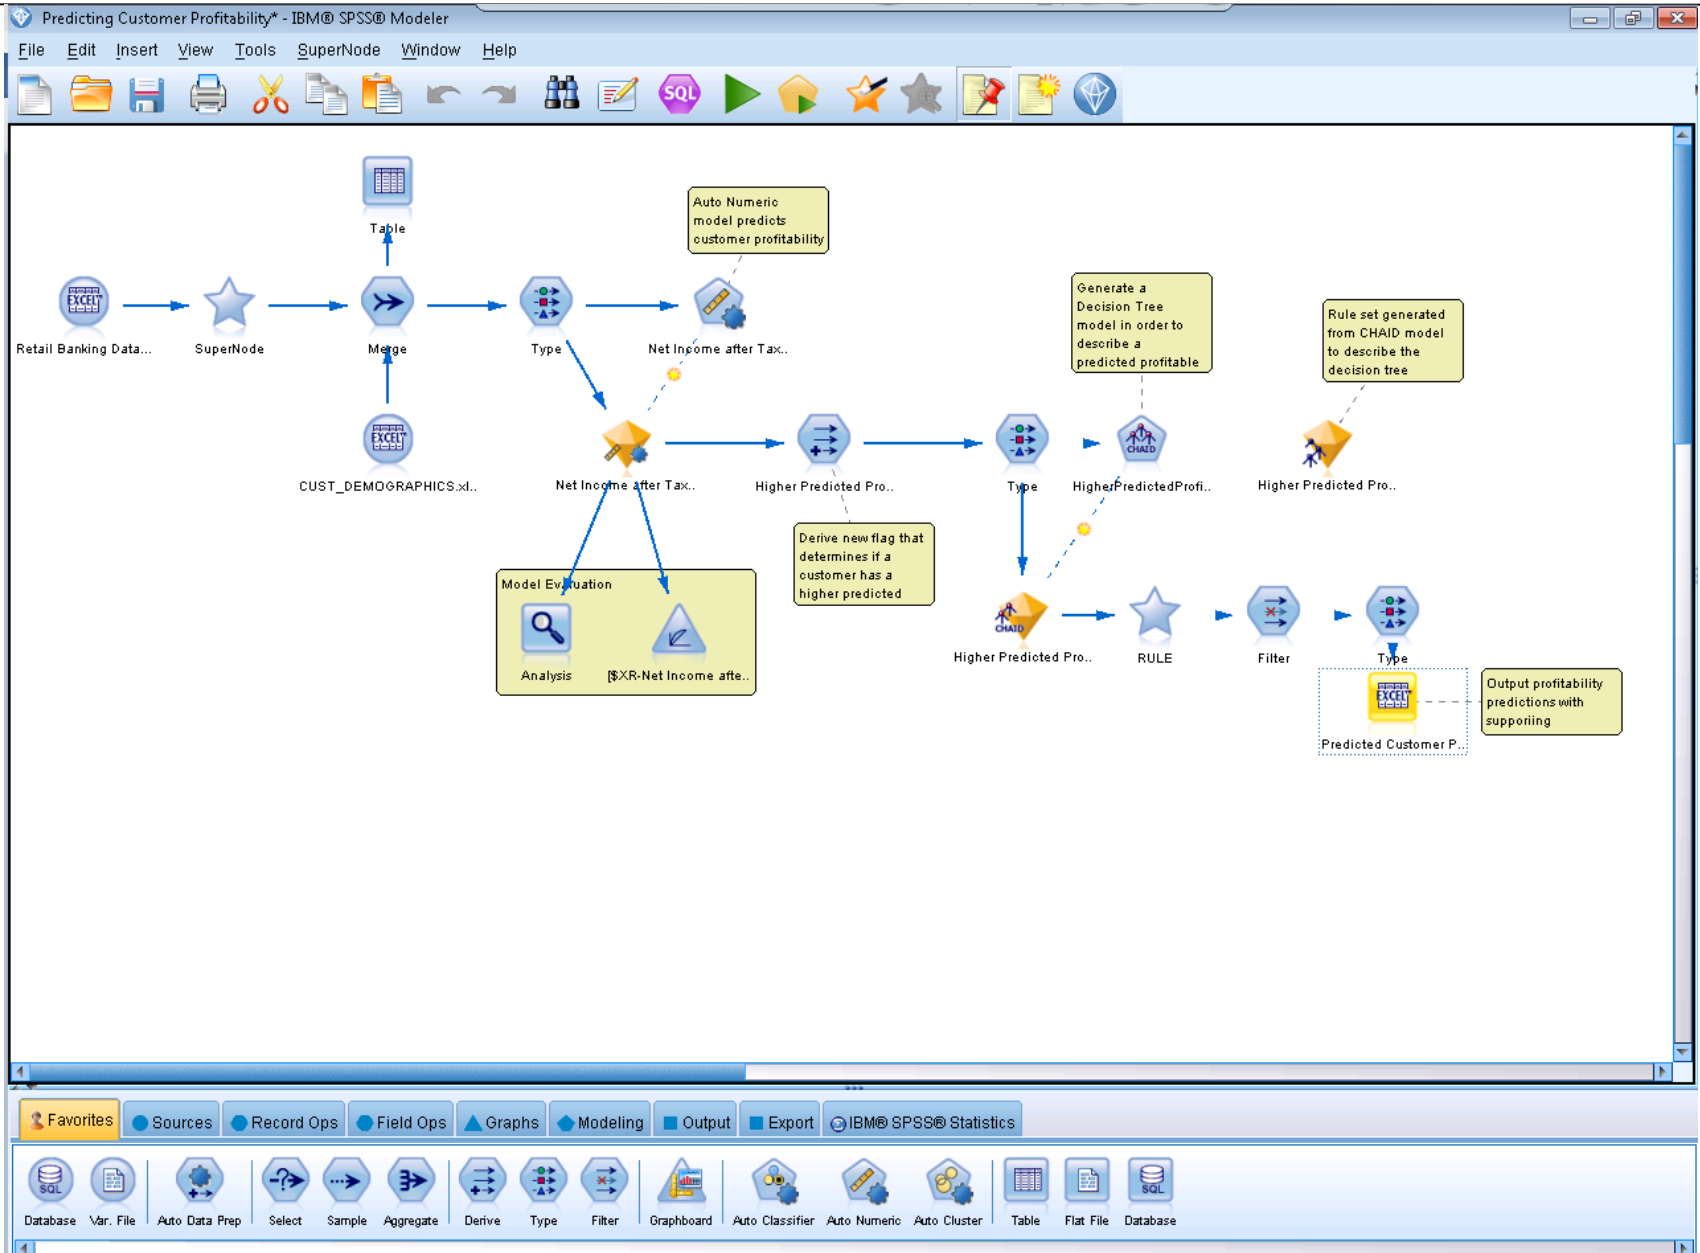 Predicting Customer Profitability* - IBM® SPSS® Modeler
File Edit Insert View Tools SuperNode Window Help
SQL
Table
Auto Numeric
model predicts
customer profitability
EXCEL
Retail Banking Data...
SuperNode
Merge
Type
Net Income after Tax..
Generate a
Decision Tree
model in order to
describe a
predicted profitable
Rule set generated
from CHAID model
to describe the
decision tree
EXCEL
CUST_DEMOGRAPHICS.xl..
Net Income after Tax..
Higher Predicted Pro..
Type
CHAID
HigherPredictedProfi..
Higher Predicted Pro..
Derive new flag that
determines if a
customer has a
higher predicted
Model Evaluation
Analysis
[$XR-Net Income afte..
CHAID
Higher Predicted Pro..
RULE
Filter
Type
EXCEL
Predicted Customer P..
Output profitability
predictions with
supporiing
Favorites Sources Record Ops Field Ops Graphs Modeling Output Export IBM® SPSS® Statistics
SQL
SQL
Database Var. File Auto Data Prep Select Sample Aggregate Derive Type Filter Graphboard Auto Classifier Auto Numeric Auto Cluster Table Flat File Database